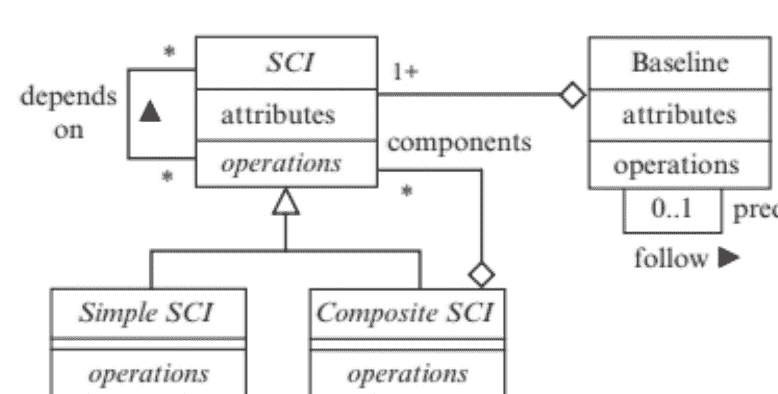 *
SCI
1+
Baseline
depends
on
attributes
attributes
components
operations
operations
*
*
0..1
follow ▶
Simple SCI
Composite SCI
operations
operations